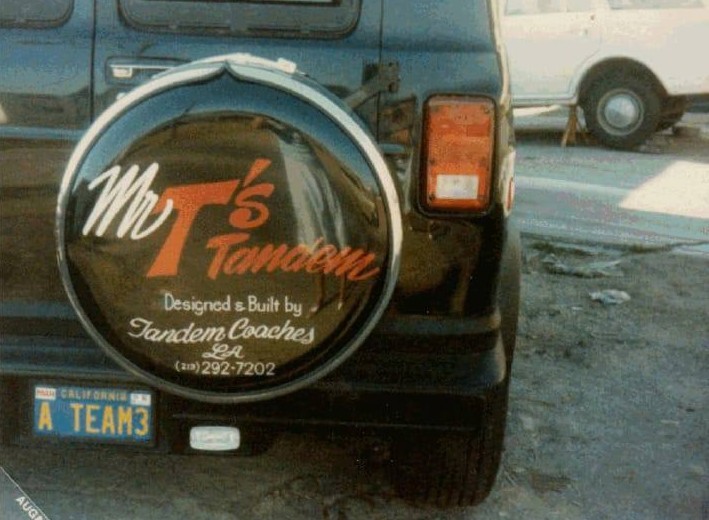 Mr T's
Tandem
Designed & Built by
Tandem Coaches
LA
(213) 292-7202
CALIFORNIA
A TEAM3